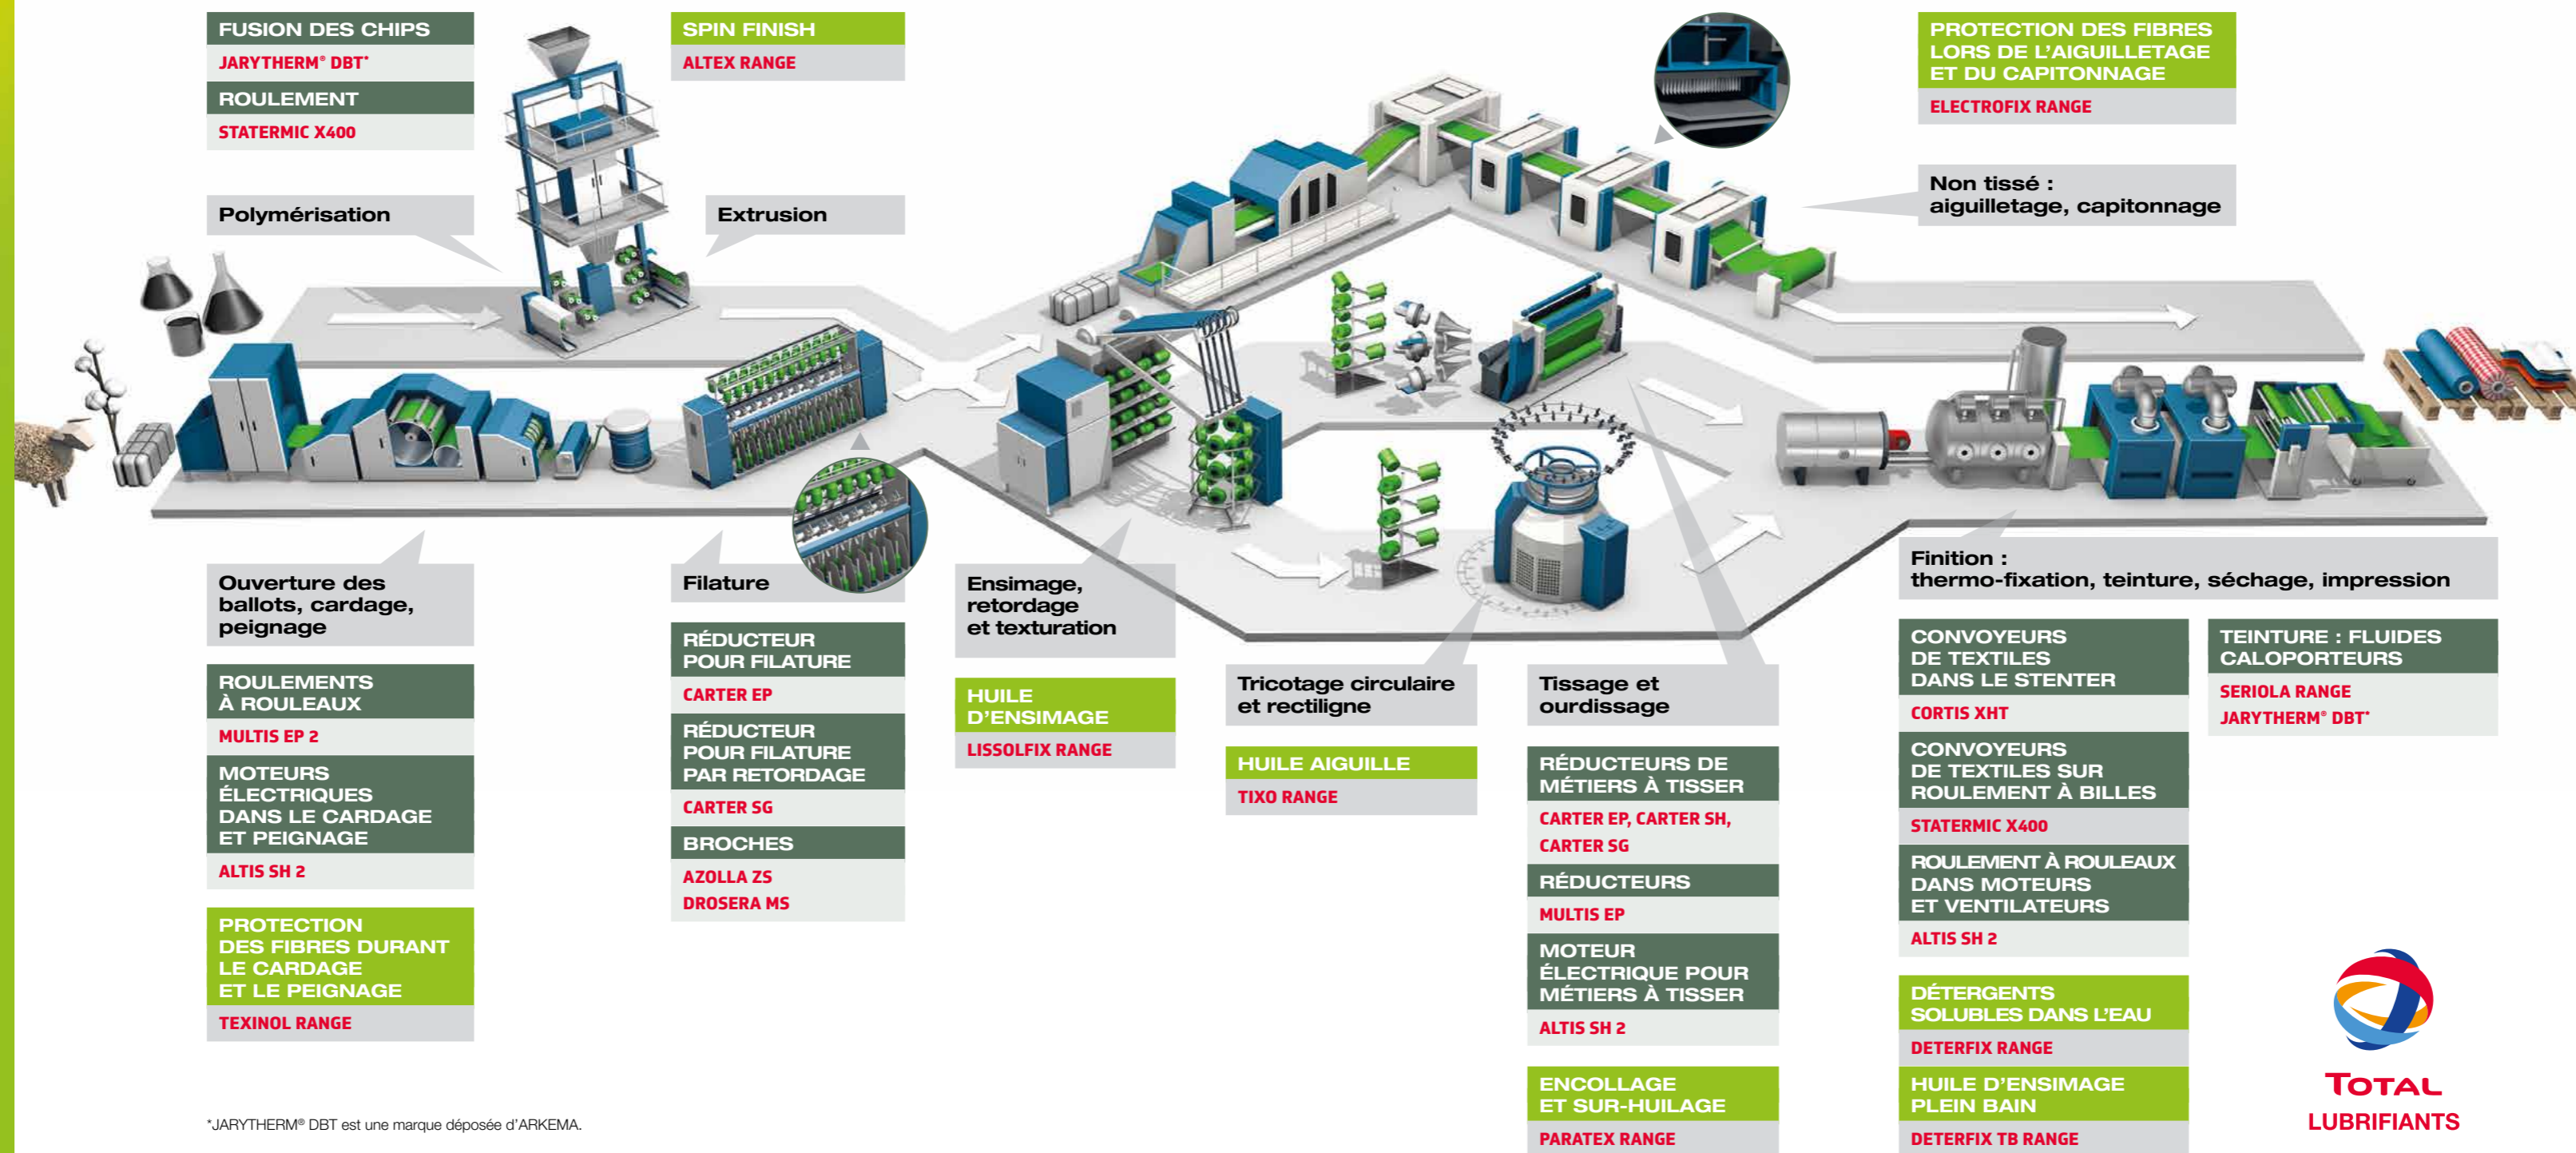 FUSION DES CHIPS
JARYTHERM® DBT*
ROULEMENT
STATERMIC X400
Polymérisation
SPIN FINISH
ALTEX RANGE
Extrusion
PROTECTION DES FIBRES
LORS DE L'AIGUILLETAGE
ET DU CAPITONNAGE
ELECTROFIX RANGE
Non tissé :
aiguilletage, capitonnage
Ouverture des
ballots, cardage,
peignage
ROULEMENTS
À ROULEAUX
MULTIS EP 2
MOTEURS
ÉLECTRIQUES
DANS LE CARDAGE
ET PEIGNAGE
ALTIS SH 2
PROTECTION
DES FIBRES DURANT
LE CARDAGE
ET LE PEIGNAGE
TEXINOL RANGE
Filature
RÉDUCTEUR
POUR FILATURE
CARTER EP
RÉDUCTEUR
POUR FILATURE
PAR RETORDAGE
CARTER SG
BROCHES
AZOLLA ZS
DROSERA MS
Ensimage,
retordage
et texturation
HUILE
D'ENSIMAGE
LISSOLFIX RANGE
Tricotage circulaire
et rectiligne
HUILE AIGUILLE
TIXO RANGE
Tissage et
ourdissage
RÉDUCTEURS DE
MÉTIERS À TISSER
CARTER EP, CARTER SH,
CARTER SG
RÉDUCTEURS
MULTIS EP
MOTEUR
ÉLECTRIQUE POUR
MÉTIERS À TISSER
ALTIS SH 2
ENCOLLAGE
ET SUR-HUILAGE
PARATEX RANGE
Finition :
thermo-fixation, teinture, séchage, impression
CONVOYEURS
DE TEXTILES
DANS LE STENTER
CORTIS XHT
CONVOYEURS
DE TEXTILES SUR
ROULEMENT À BILLES
STATERMIC X400
ROULEMENT À ROULEAUX
DANS MOTEURS
ET VENTILATEURS
ALTIS SH 2
DÉTERGENTS
SOLUBLES DANS L'EAU
DETERFIX RANGE
HUILE D'ENSIMAGE
PLEIN BAIN
DETERFIX TB RANGE
TEINTURE : FLUIDES
CALOPORTEURS
SERIOLA RANGE
JARYTHERM® DBT*
TOTAL
LUBRIFIANTS
*JARYTHERM® DBT est une marque déposée d'ARKEMA.